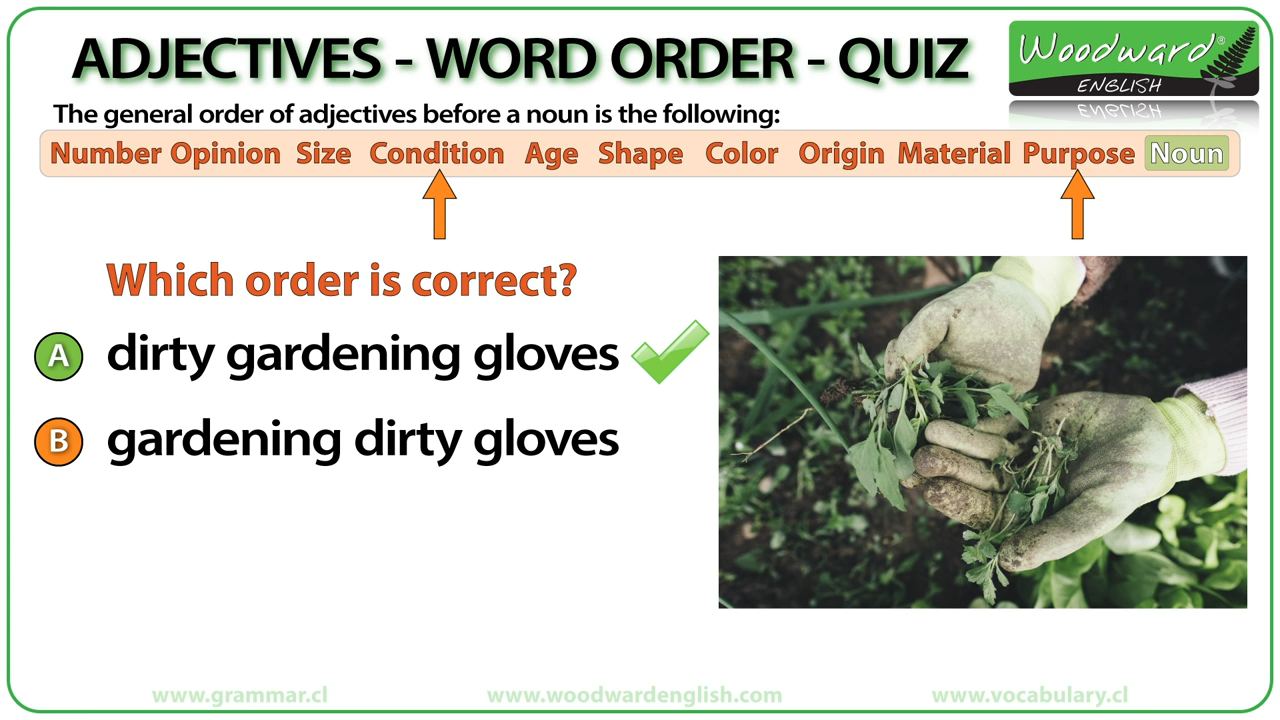 ADJECTIVES - WORD ORDER - QUIZ
Woodward®
ENGLISH
The general order of adjectives before a noun is the following:
Number Opinion Size Condition Age Shape Color Origin Material Purpose Noun
Which order is correct?
A dirty gardening gloves
B gardening dirty gloves
www.grammar.cl www.woodwardenglish.com www.vocabulary.cl